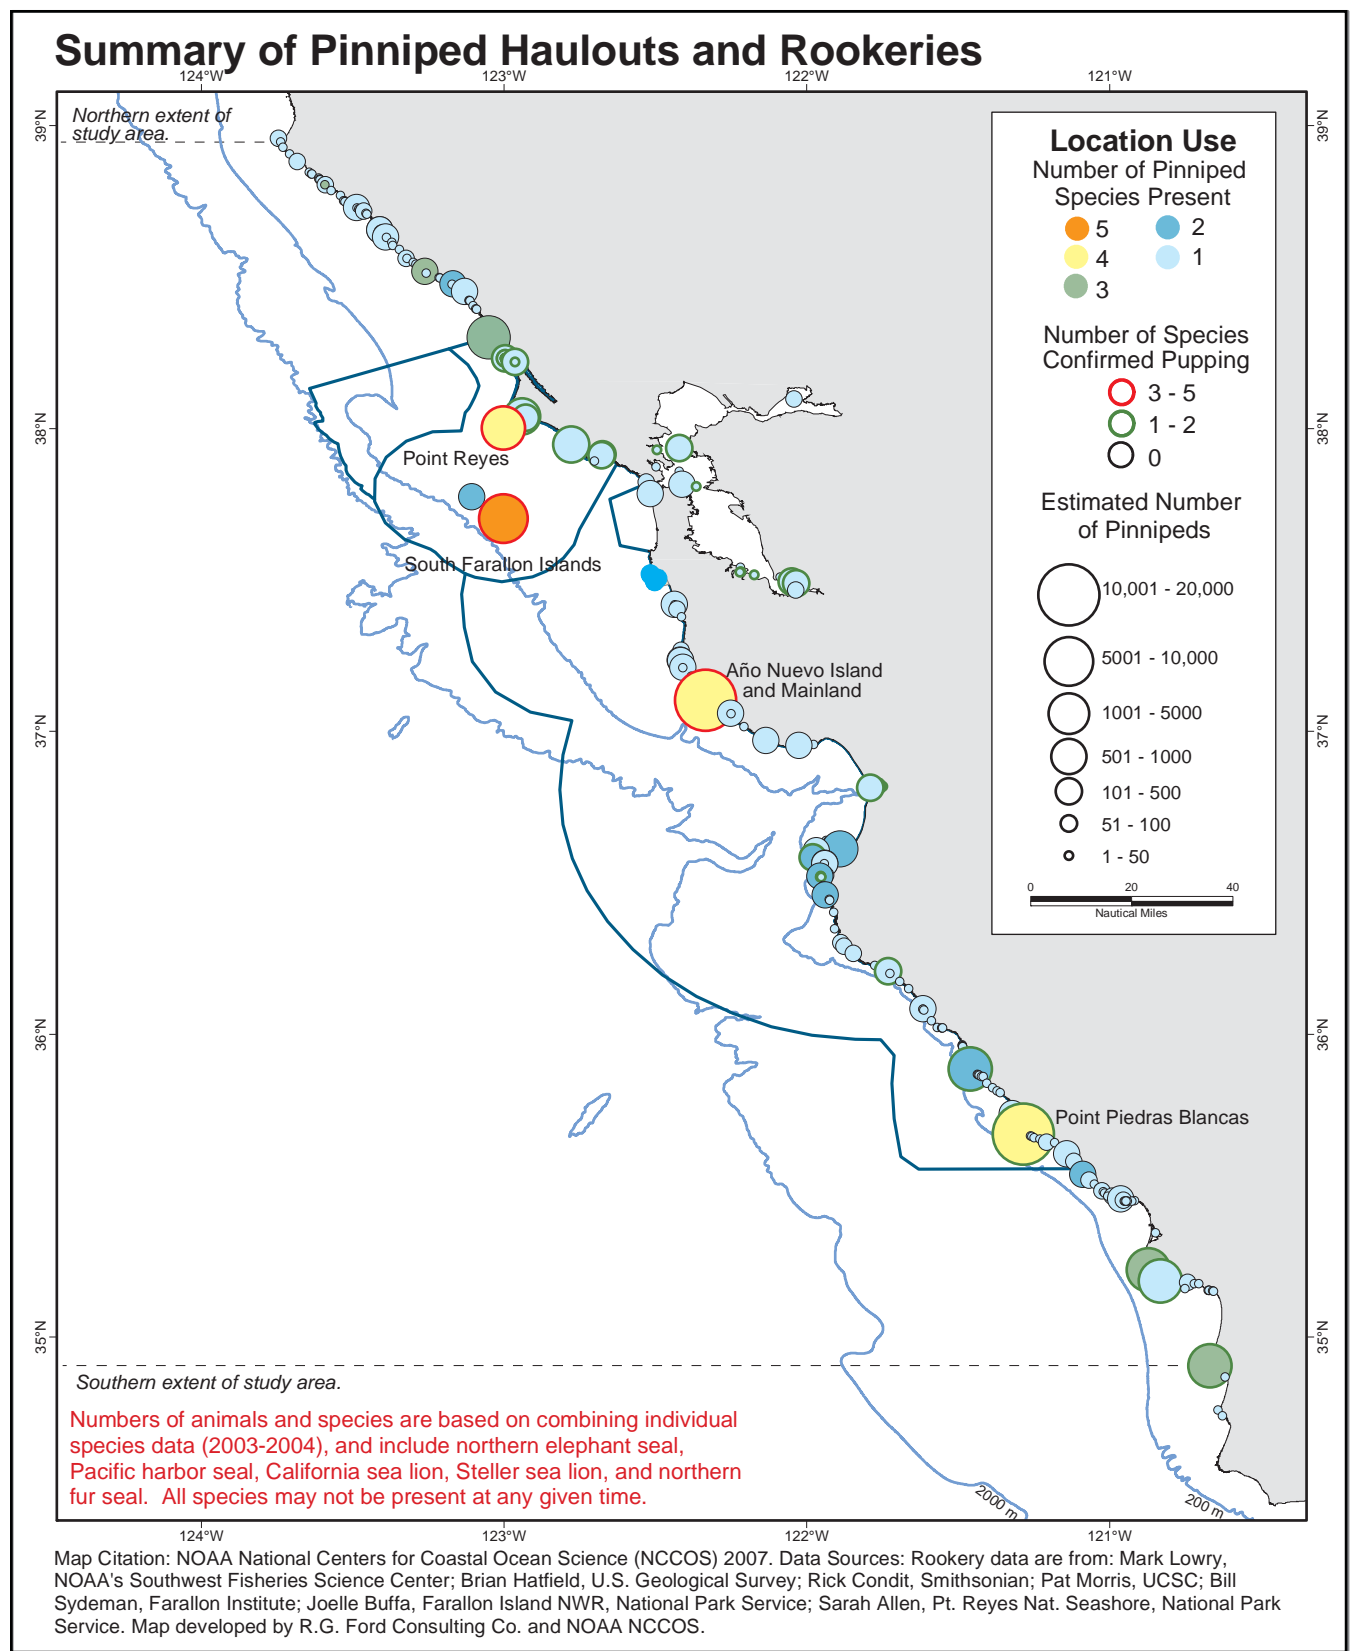 Summary of Pinniped Haulouts and Rookeries
124°W
123°W
122°W
121°W
39°N
39°N
38°N
38°N
37°N
37°N
36°N
36°N
35°N
35°N
Northern extent of
study area.
Location Use
Number of Pinniped
Species Present
5
2
4
1
3
Number of Species
Confirmed Pupping
3 - 5
1 - 2
0
Estimated Number
of Pinnipeds
10,001 - 20,000
5001 - 10,000
1001 - 5000
501 - 1000
101 - 500
51 - 100
1 - 50
0
20
40
Nautical Miles
Point Reyes
South Farallon Islands
Año Nuevo Island
and Mainland
Point Piedras Blancas
Southern extent of study area.
Numbers of animals and species are based on combining individual
species data (2003-2004), and include northern elephant seal,
Pacific harbor seal, California sea lion, Steller sea lion, and northern
fur seal. All species may not be present at any given time.
2000 m
200 m
124°W
123°W
122°W
121°W
Map Citation: NOAA National Centers for Coastal Ocean Science (NCCOS) 2007. Data Sources: Rookery data are from: Mark Lowry,
NOAA's Southwest Fisheries Science Center; Brian Hatfield, U.S. Geological Survey; Rick Condit, Smithsonian; Pat Morris, UCSC; Bill
Sydeman, Farallon Institute; Joelle Buffa, Farallon Island NWR, National Park Service; Sarah Allen, Pt. Reyes Nat. Seashore, National Park
Service. Map developed by R.G. Ford Consulting Co. and NOAA NCCOS.